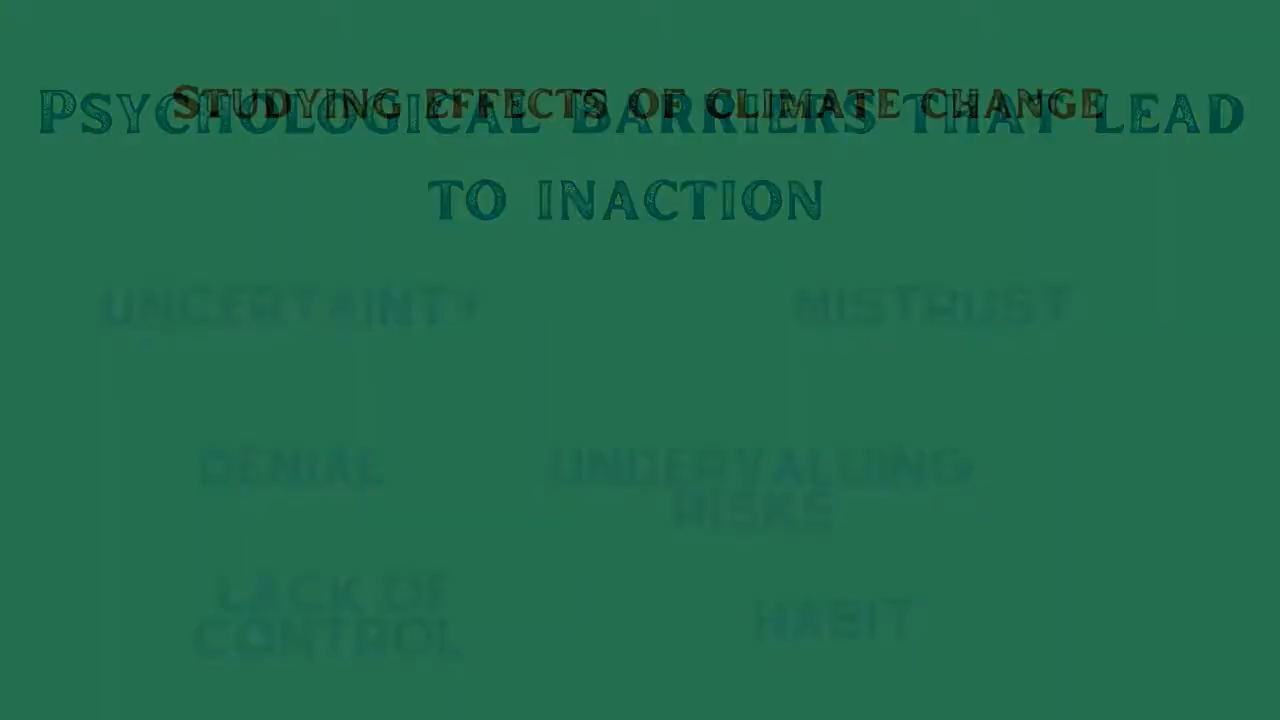 STUDYING EFFECTS OF CLIMATE CHANGE
PSYCHOLOGICAL BARRIERS THAT LEAD
TO INACTION
UNCERTAINTY
MISTRUST
DENIAL
UNDERVALUING
RISKS
LACK OF
CONTROL
HABIT